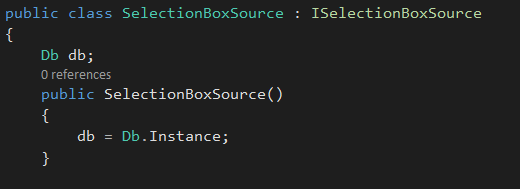 public class SelectionBoxSource : ISelectionBoxSource
{
Db db;
0 references
public SelectionBoxSource()
{
db = Db.Instance;
}